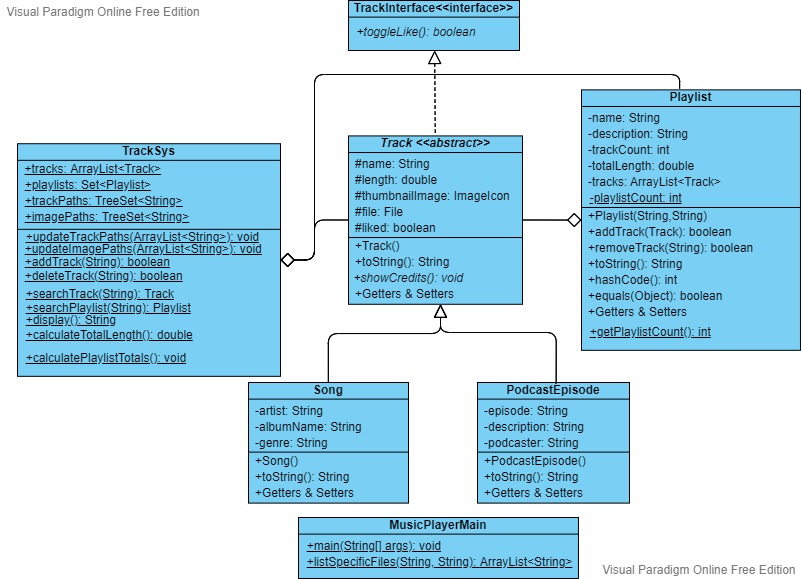 Visual Paradigm Online Free Edition
TrackInterface<<interface>>
+toggleLike(): boolean
TrackSys
+tracks: ArrayList<Track>
+playlists: Set<Playlist>
+trackPaths: TreeSet<String>
+imagePaths: TreeSet<String>
+updateTrackPaths(ArrayList<String>): void
+updateImagePaths(ArrayList<String>): void
+addTrack(String): boolean
+deleteTrack(String): boolean
+searchTrack(String): Track
+searchPlaylist(String): Playlist
+display(): String
+calculateTotalLength(): double
+calculatePlaylistTotals(): void
Track <<abstract>>
#name: String
#length: double
#thumbnailImage: ImageIcon
#file: File
#liked: boolean
+Track()
+toString(): String
+showCredits(): void
+Getters & Setters
Playlist
-name: String
-description: String
-trackCount: int
-totalLength: double
-tracks: ArrayList<Track>
-playlistCount: int
+Playlist(String,String)
+addTrack(Track): boolean
+removeTrack(String): boolean
+toString(): String
+hashCode(): int
+equals(Object): boolean
+Getters & Setters
+getPlaylistCount(): int
Song
-artist: String
-albumName: String
-genre: String
+Song()
+toString(): String
+Getters & Setters
PodcastEpisode
-episode: String
-description: String
-podcaster: String
+PodcastEpisode()
+toString(): String
+Getters & Setters
MusicPlayerMain
+main(String[] args): void
+listSpecificFiles(String, String): ArrayList<String>
Visual Paradigm Online Free Edition